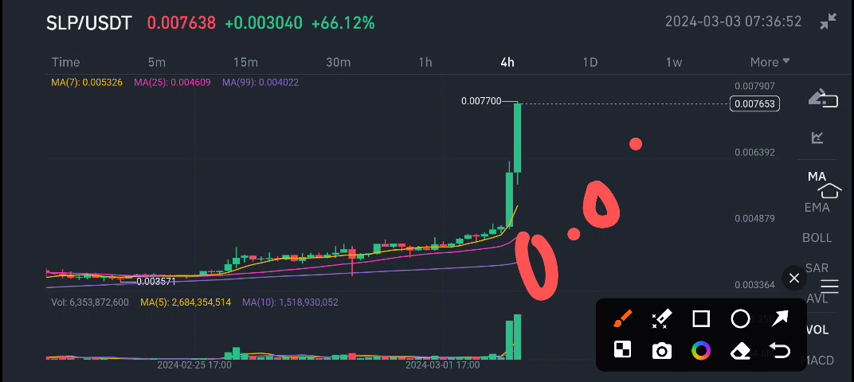 SLP/USDT 0.007638 +0.003040 +66.12% 2024-03-03 07:36:52
Time 5m 15m 30m 1h 4h 1D 1w More
MA(7): 0.005326 MA(25): 0.004609 MA(99): 0.004022
0.007907
0.007700
0.007653
0.006392
0.004879
0.003571
0.003364
Vol: 6,353,872,600 MA(5): 2,684,354,514 MA(10): 1,518,930,052
2024-02-25 17:00 2024-03-01 17:00
MA
EMA
BOLL
SAR
AVL
VOL
MACD